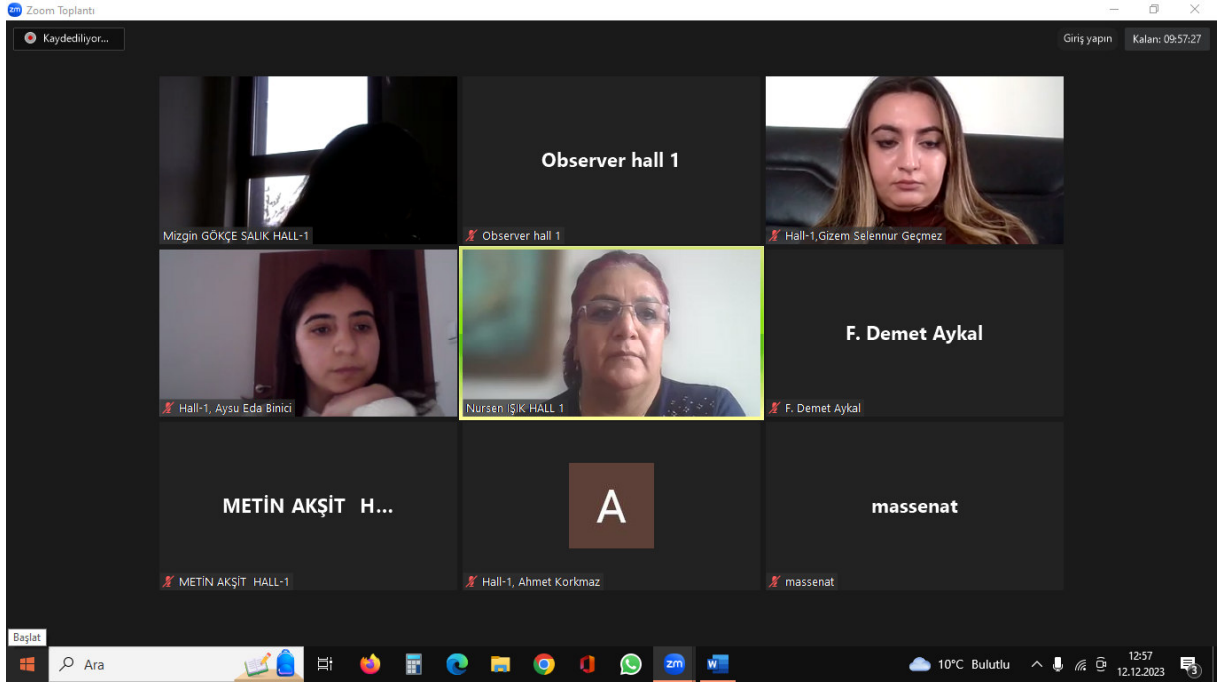 zm Zoom Toplantı
Kaydediliyor...
Giriş yapın
Kalan: 09:57:27
Mizgin GÖKÇE SALIK HALL-1
Observer hall 1
Observer hall 1
Hall-1,Gizem Selennur Geçmez
Hall-1, Aysu Eda Binici
Nursen IŞIK HALL 1
F. Demet Aykal
F. Demet Aykal
METİN AKŞİT H...
METİN AKŞİT HALL-1
A
Hall-1, Ahmet Korkmaz
massenat
massenat
Başlat
Ara
zm
W
10°C Bulutlu
12:57
12.12.2023
3